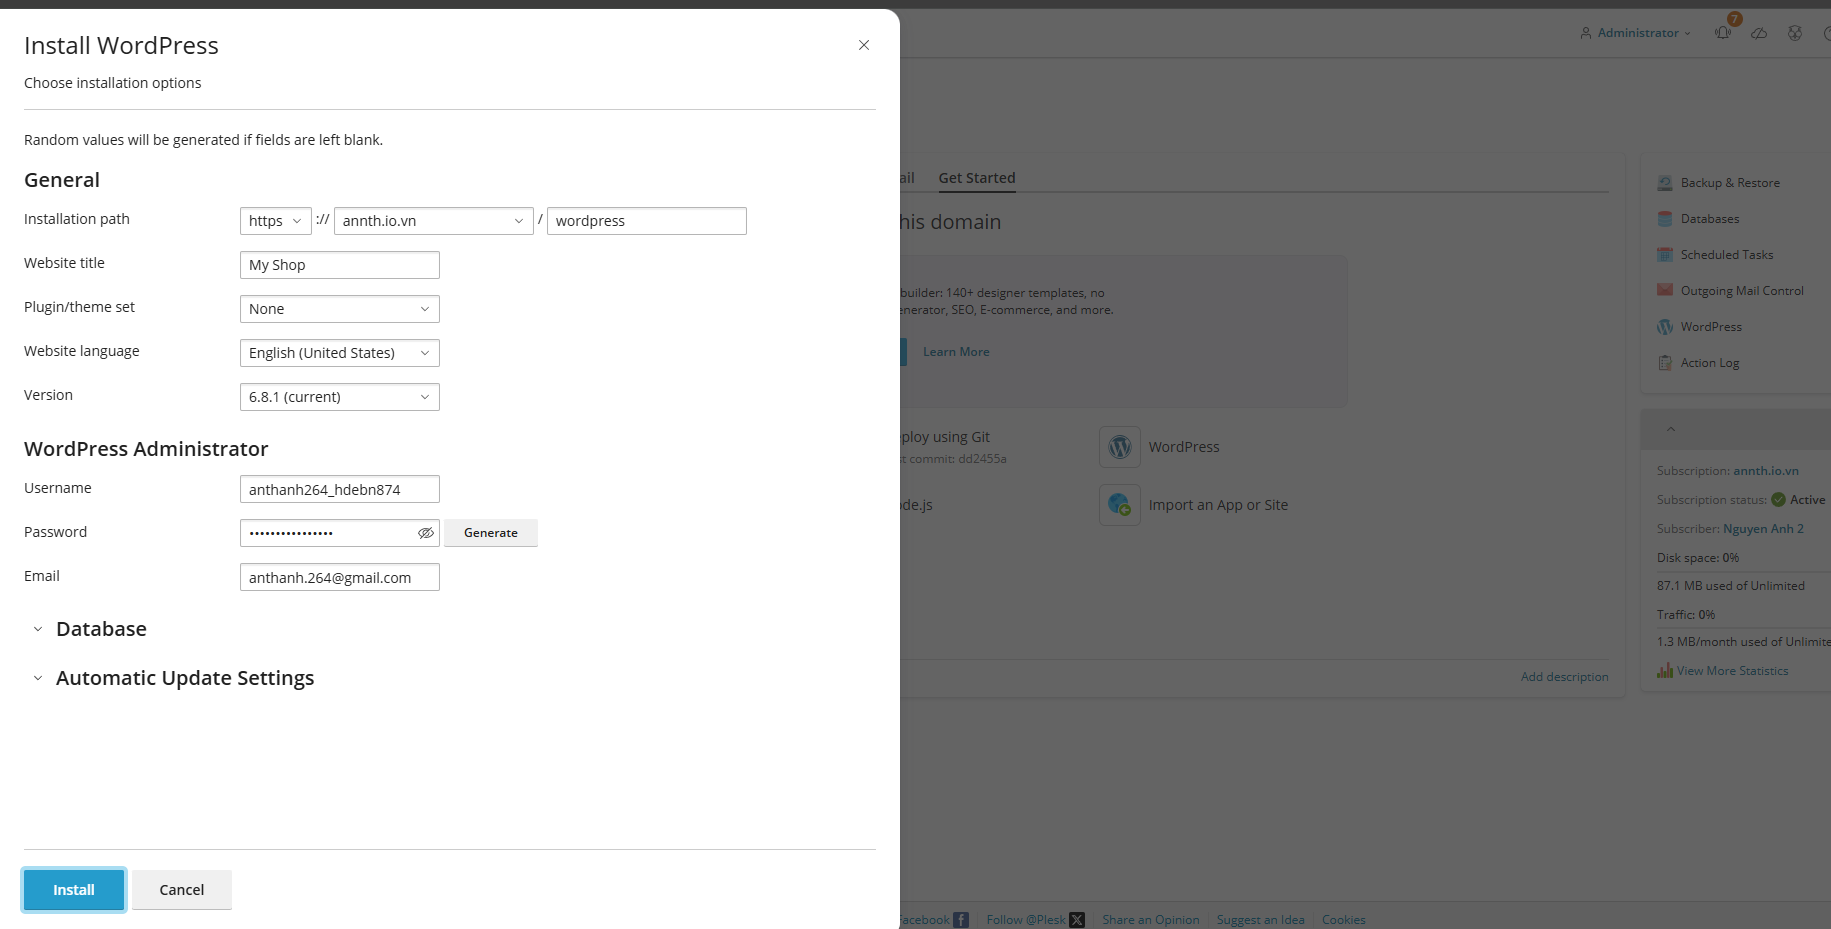 Install WordPress
Choose installation options
Random values will be generated if fields are left blank.
General
Installation path https :// annth.io.vn / wordpress
Website title My Shop
Plugin/theme set None
Website language English (United States)
Version 6.8.1 (current)
WordPress Administrator
Username anthanh264_hdebn874
Password •••••••••••••••• Generate
Email anthanh.264@gmail.com
Database
Automatic Update Settings
Install Cancel
Administrator 7
ail Get Started
his domain
builder: 140+ designer templates, no
enerator, SEO, E-commerce, and more.
Learn More
ploy using Git
st commit: dd2455a
WordPress
ode.js
Import an App or Site
Add description
Backup & Restore
Databases
Scheduled Tasks
Outgoing Mail Control
WordPress
Action Log
Subscription: annth.io.vn
Subscription status: Active
Subscriber: Nguyen Anh 2
Disk space: 0%
87.1 MB used of Unlimited
Traffic: 0%
1.3 MB/month used of Unlimite
View More Statistics
Facebook Follow @Plesk Share an Opinion Suggest an Idea Cookies